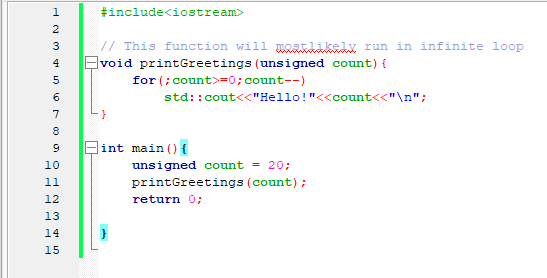 1 #include<iostream>
2
3 // This function will mostlikely run in infinite loop
4 void printGreetings(unsigned count){
5 for(;count>=0;count--)
6 std::cout<<"Hello!"<<count<<"\n";
7 }
8
9 int main(){
10 unsigned count = 20;
11 printGreetings(count);
12 return 0;
13
14 }
15